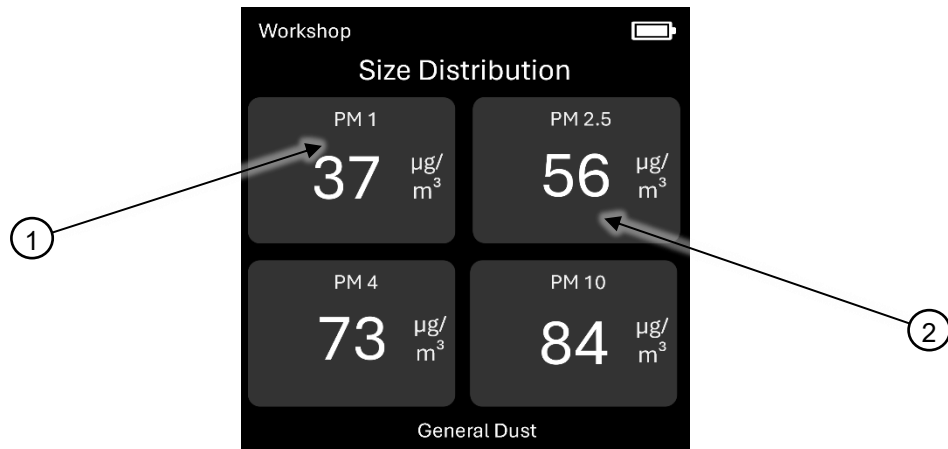 Workshop
Size Distribution
PM 1
37 µg/
m³
PM 2.5
56 µg/
m³
1
2
PM 4
73 µg/
m³
PM 10
84 µg/
m³
General Dust